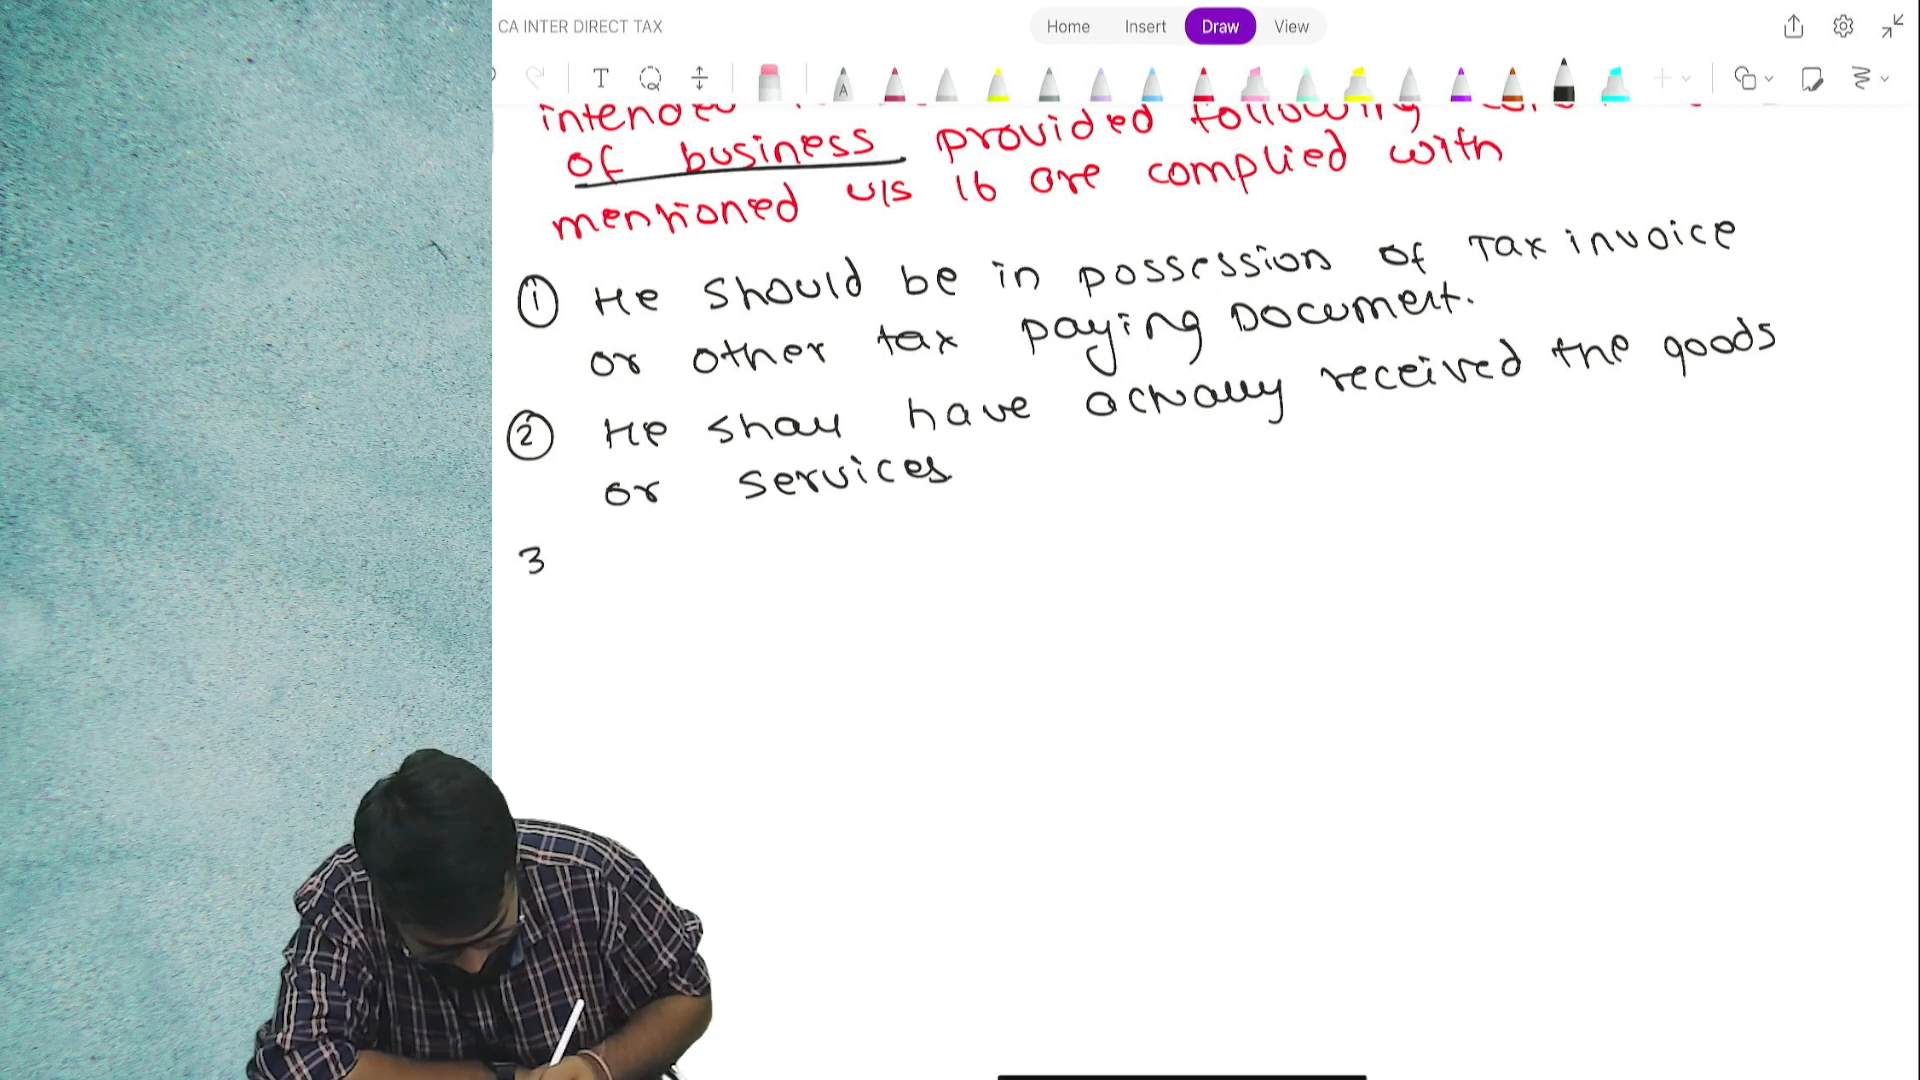 CA INTER DIRECT TAX
Home Insert Draw View
T
A
of business provided following
mentioned u/s 16 are complied with
1 He should be in possession of Tax invoice
or other tax paying Document.
2 He shall have actually received the goods
or services
3